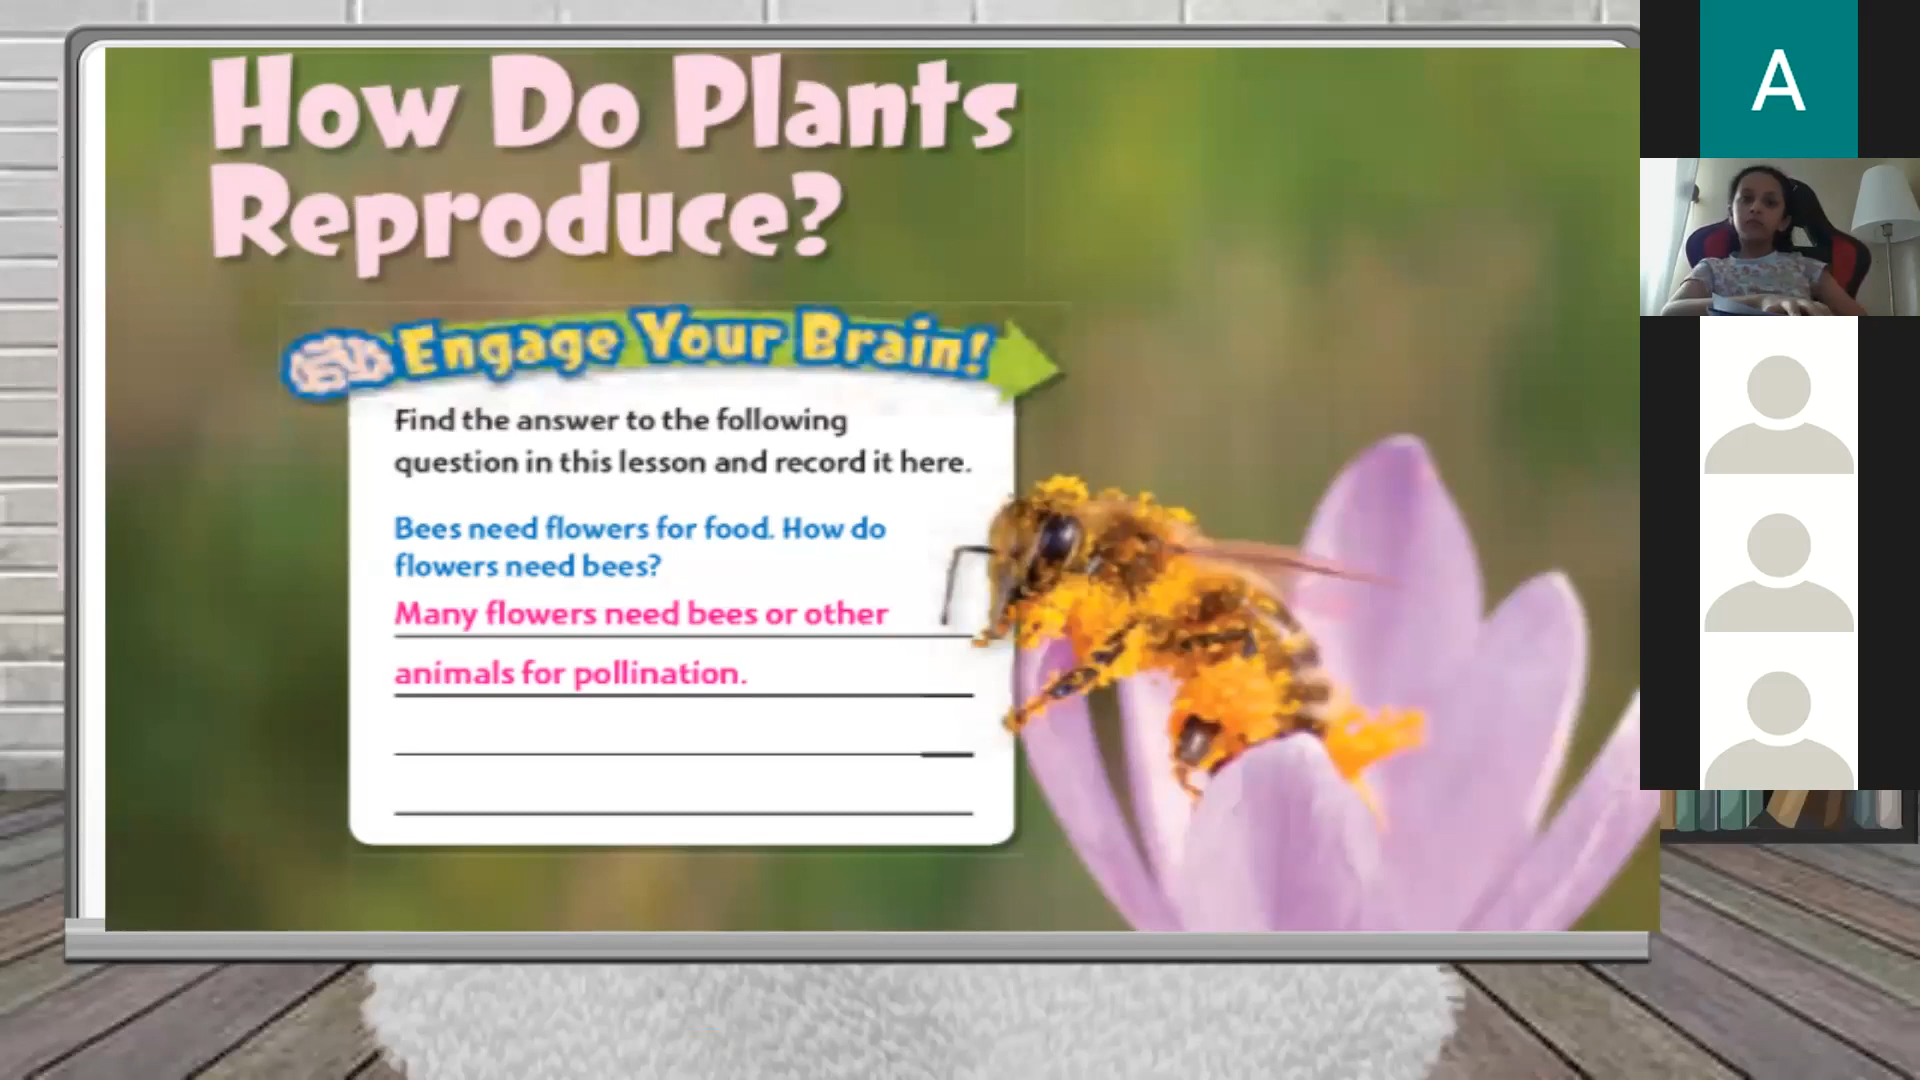 How Do Plants
Reproduce?
Engage Your Brain!
Find the answer to the following
question in this lesson and record it here.
Bees need flowers for food. How do
flowers need bees?
Many flowers need bees or other
animals for pollination.
A